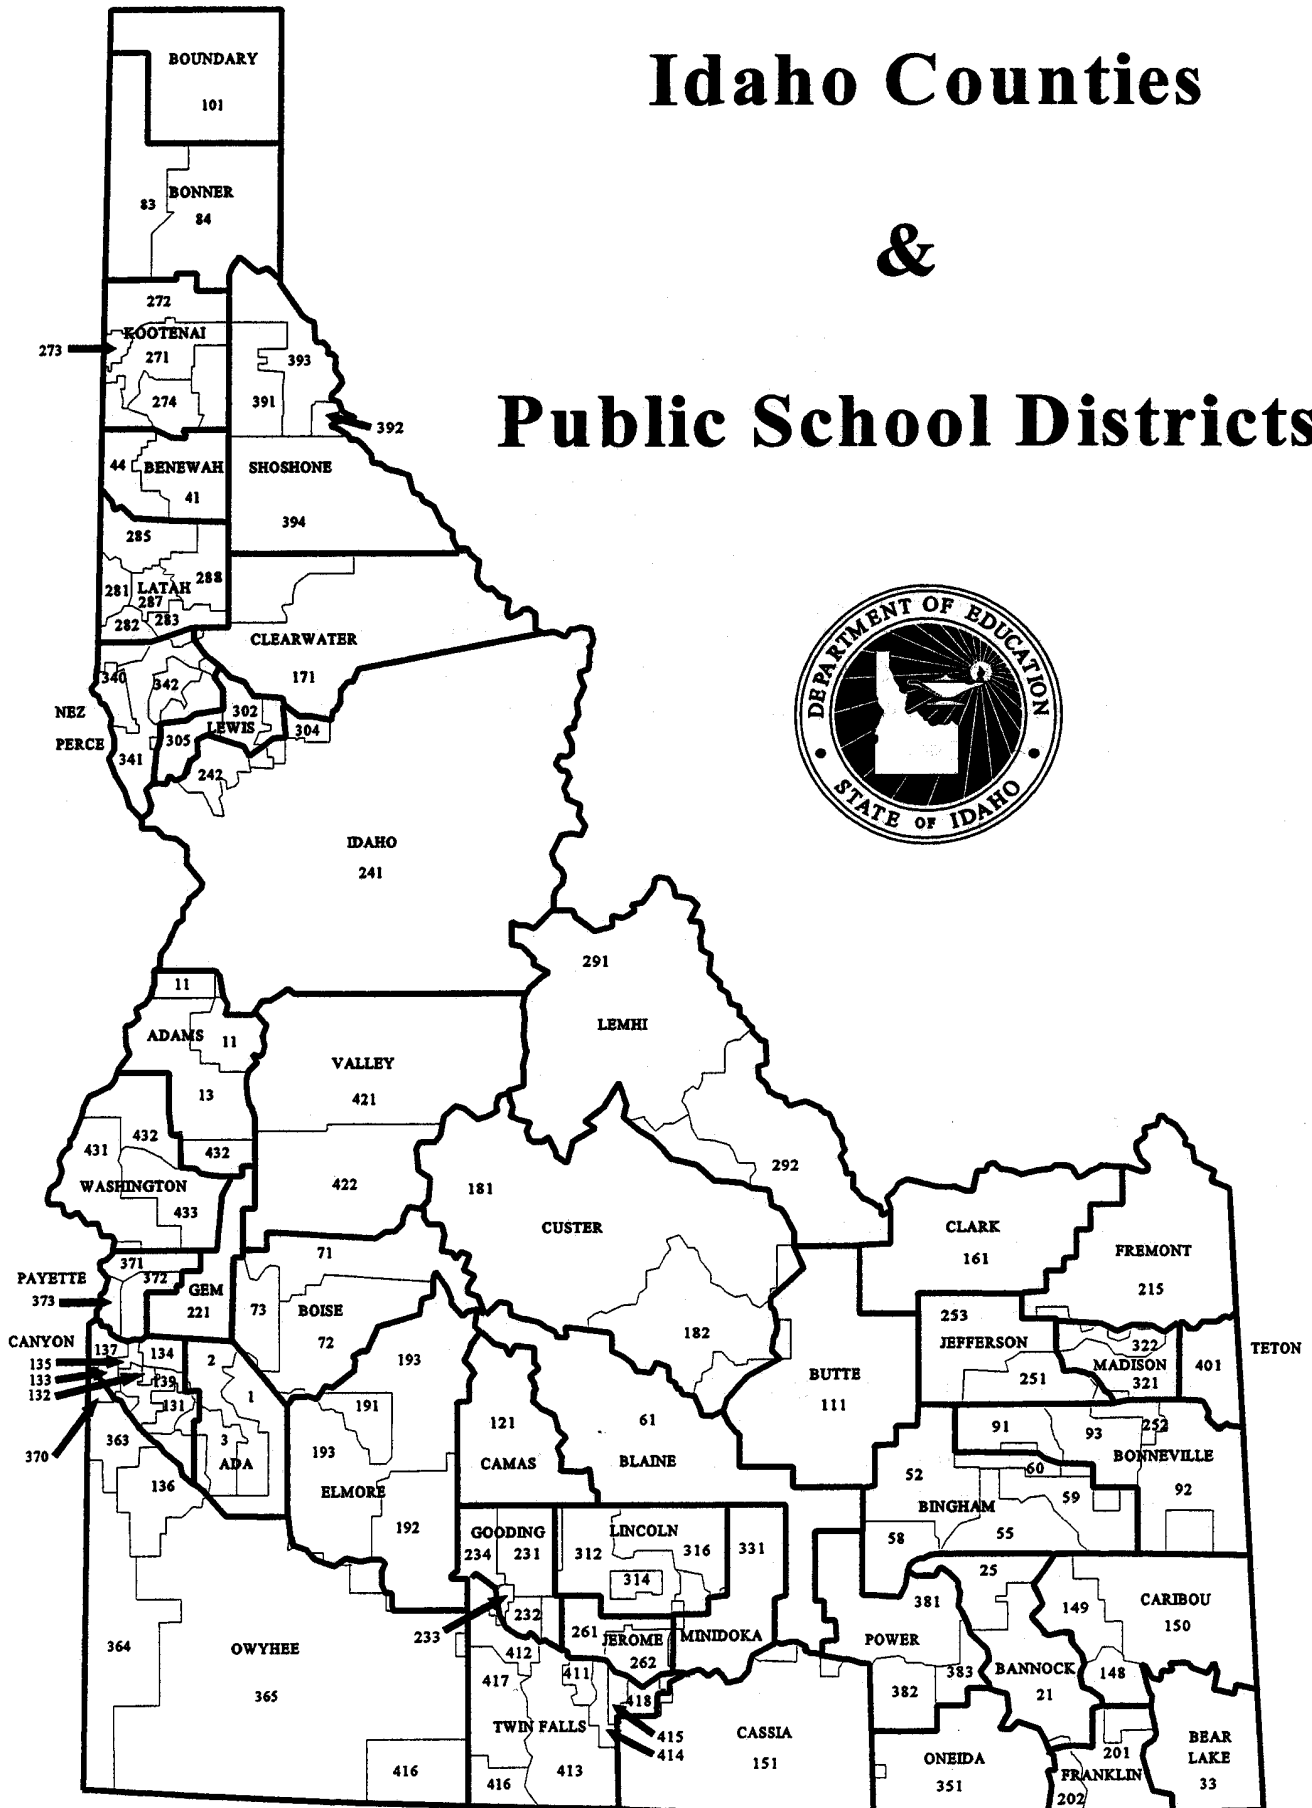 Idaho Counties
&
Public School Districts
DEPARTMENT OF EDUCATION
STATE OF IDAHO
BOUNDARY
101
83
BONNER
84
272
KOOTENAI
273
271
393
274
391
392
44
BENEWAH
SHOSHONE
41
394
285
281
LATAH
288
287
282
283
CLEARWATER
171
340
342
NEZ
PERCE
302
LEWIS
304
305
341
242
IDAHO
241
291
11
LEMHI
ADAMS
11
VALLEY
13
421
432
431
432
292
WASHINGTON
422
181
433
CUSTER
CLARK
161
FREMONT
215
71
371
372
PAYETTE
373
GEM
221
73
BOISE
72
253
JEFFERSON
182
322
MADISON
321
401
TETON
CANYON
137
134
2
193
135
133
132
139
131
1
BUTTE
111
251
191
121
61
91
93
252
370
363
3
ADA
193
CAMAS
BLAINE
BONNEVILLE
52
60
136
ELMORE
59
92
BINGHAM
192
GOODING
LINCOLN
55
58
234
231
312
316
331
314
25
381
CARIBOU
150
149
232
233
261
JEROME
MINIDOKA
POWER
364
OWYHEE
365
412
417
411
262
383
BANNOCK
21
148
382
418
TWIN FALLS
415
414
CASSIA
151
BEAR
LAKE
33
ONEIDA
351
201
FRANKLIN
202
416
416
413